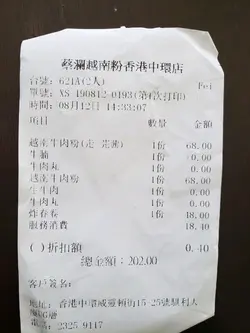 蔡瀾越南粉香港中環店
台號: 621A(2人) Fei
單號: XS 190812-0193(第1次打印)
時間: 08月12日 14:33:07
項目 數量 金額
越南牛肉粉(走 ) 1份 68.00
牛腩 1份 0.00
牛肉丸 1份 0.00
越南牛肉粉 1份 68.00
生牛肉 1份 0.00
牛肉丸 1份 0.00
炸春卷 1份 48.00
服務消費 18.40
( )折扣額 0.40
總金額: 202.00
客戶簽名:
地址: 香港中環威靈頓街15-25號騏利人
廈G層
電話: 2325 9117